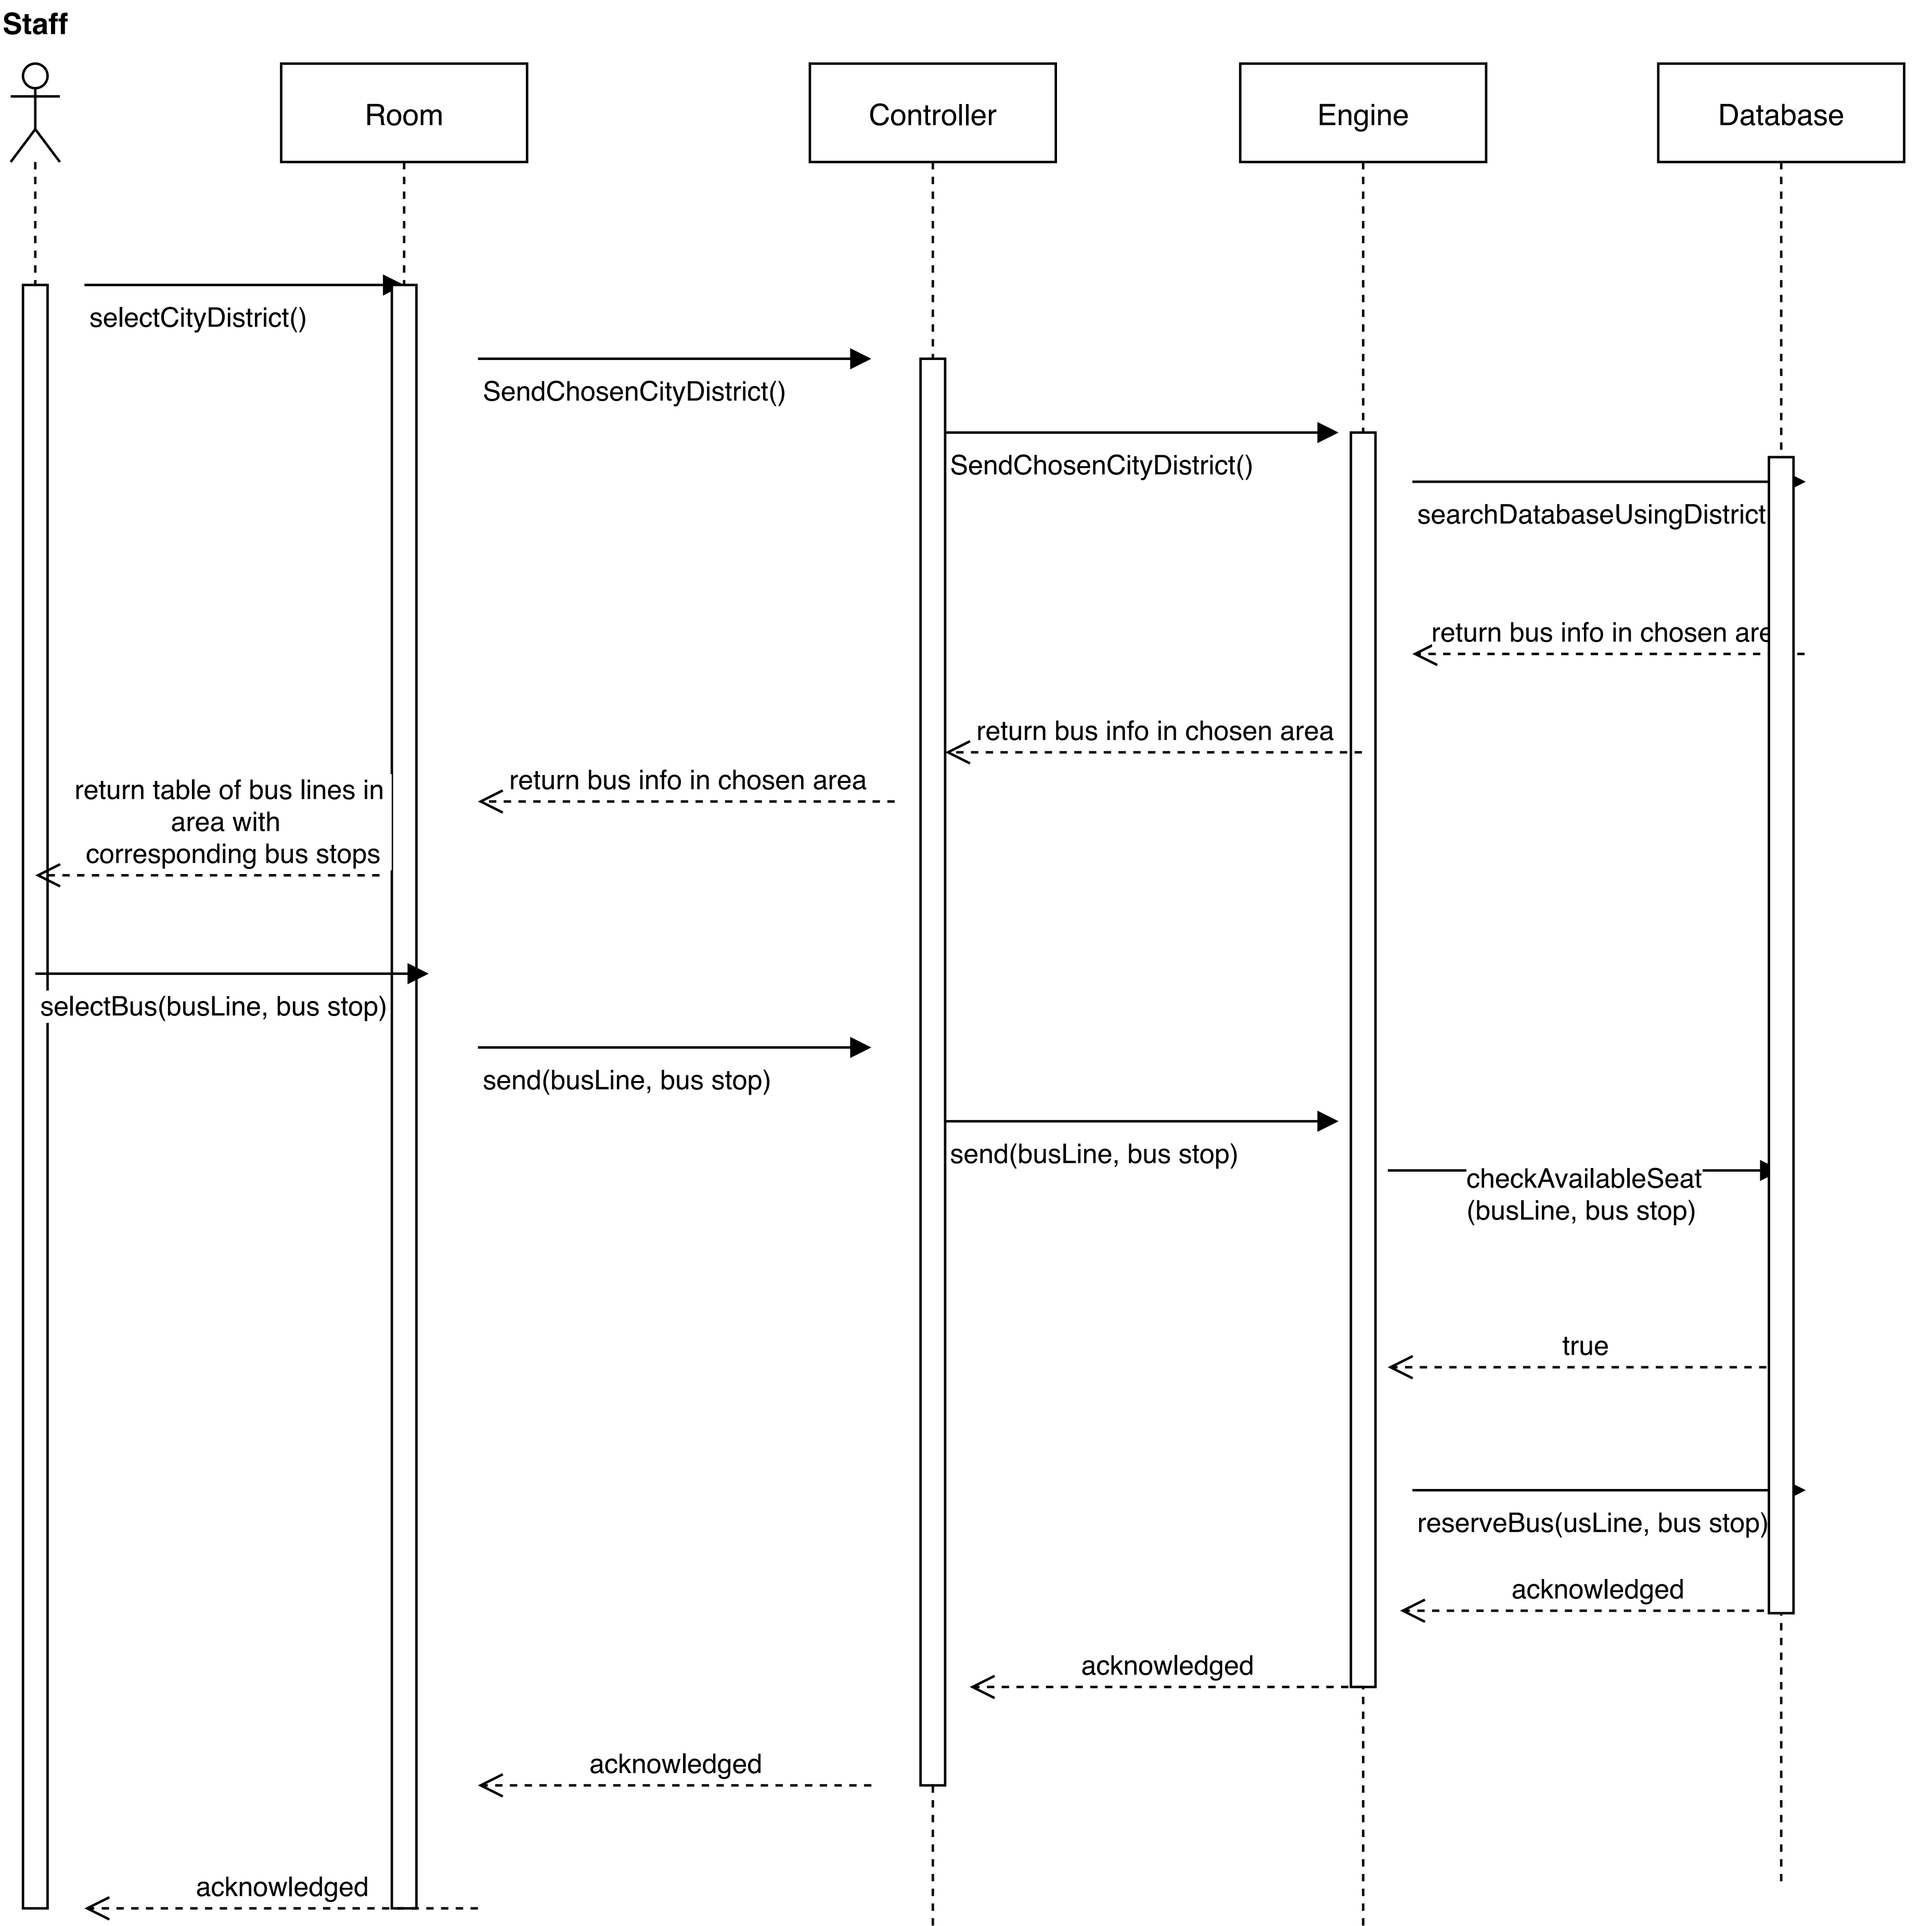 Staff
Room
Controller
Engine
Database
selectCityDistrict()
SendChosenCityDistrict()
SendChosenCityDistrict()
searchDatabaseUsingDistrict
return bus info in chosen are
return bus info in chosen area
return bus info in chosen area
return table of bus lines in
area with
corresponding bus stops
selectBus(busLine, bus stop)
send(busLine, bus stop)
send(busLine, bus stop)
checkAvailableSeat
(busLine, bus stop)
true
reserveBus(usLine, bus stop)
acknowledged
acknowledged
acknowledged
acknowledged